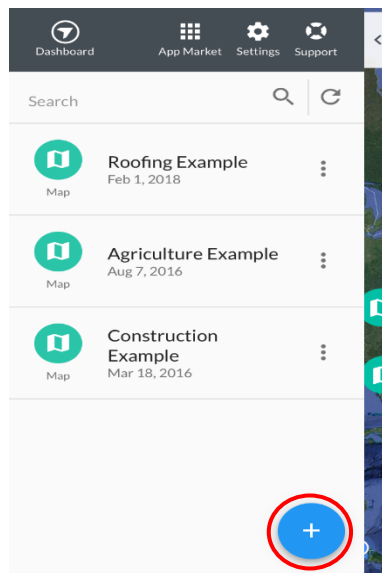 Dashboard
App Market
Settings
Support
Search
Roofing Example
Feb 1, 2018
Map
Agriculture Example
Aug 7, 2016
Map
Construction
Example
Mar 18, 2016
Map